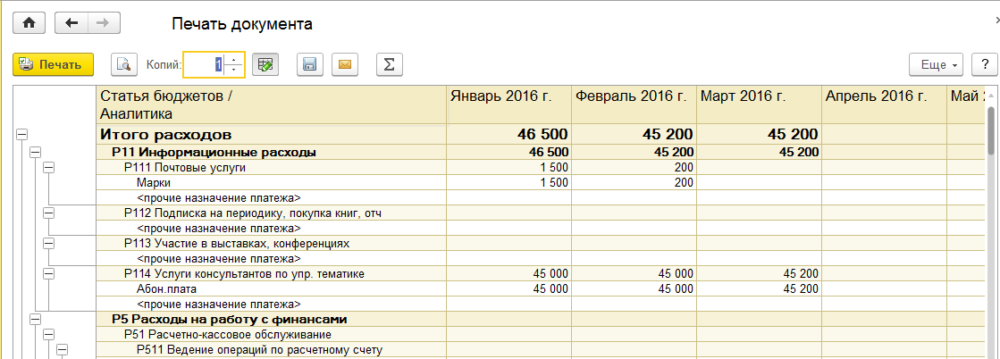 Печать документа
Печать Копий: 1 Σ Еще ?
Статья бюджетов / Январь 2016 г. Февраль 2016 г. Март 2016 г. Апрель 2016 г. Май
Аналитика
Итого расходов 46 500 45 200 45 200
Р11 Информационные расходы 46 500 45 200 45 200
Р111 Почтовые услуги 1 500 200
Марки 1 500 200
<прочие назначение платежа>
Р112 Подписка на периодику, покупка книг, отч
<прочие назначение платежа>
Р113 Участие в выставках, конференциях
<прочие назначение платежа>
Р114 Услуги консультантов по упр. тематике 45 000 45 000 45 200
Абон.плата 45 000 45 000 45 200
<прочие назначение платежа>
Р5 Расходы на работу с финансами
Р51 Расчетно-кассовое обслуживание
Р511 Ведение операций по расчетному счету